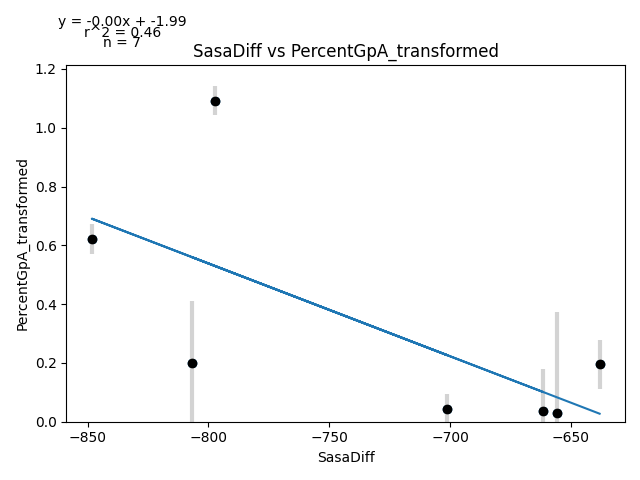 y = -0.00x + -1.99
r^2 = 0.46
n = 7
SasaDiff vs PercentGpA_transformed
1.2
1.0
0.8
0.6
0.4
0.2
0.0
PercentGpA_transformed
−850
−800
−750
−700
−650
SasaDiff